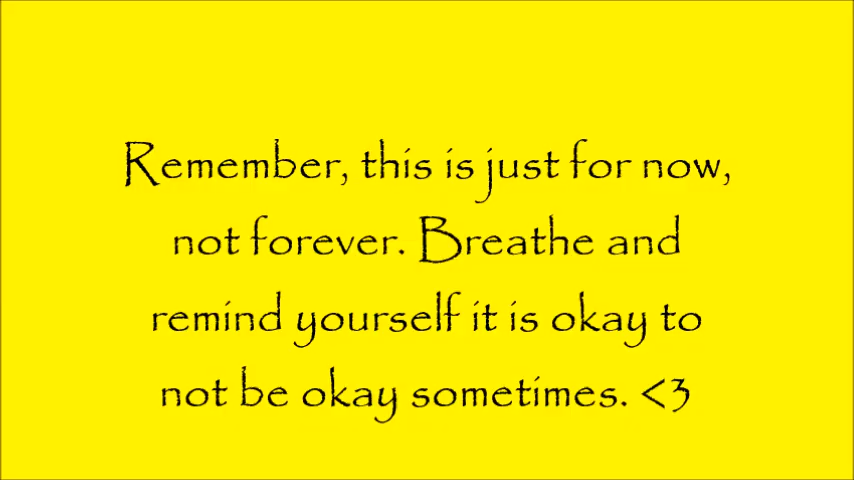 Remember, this is just for now,
not forever. Breathe and
remind yourself it is okay to
not be okay sometimes. <3